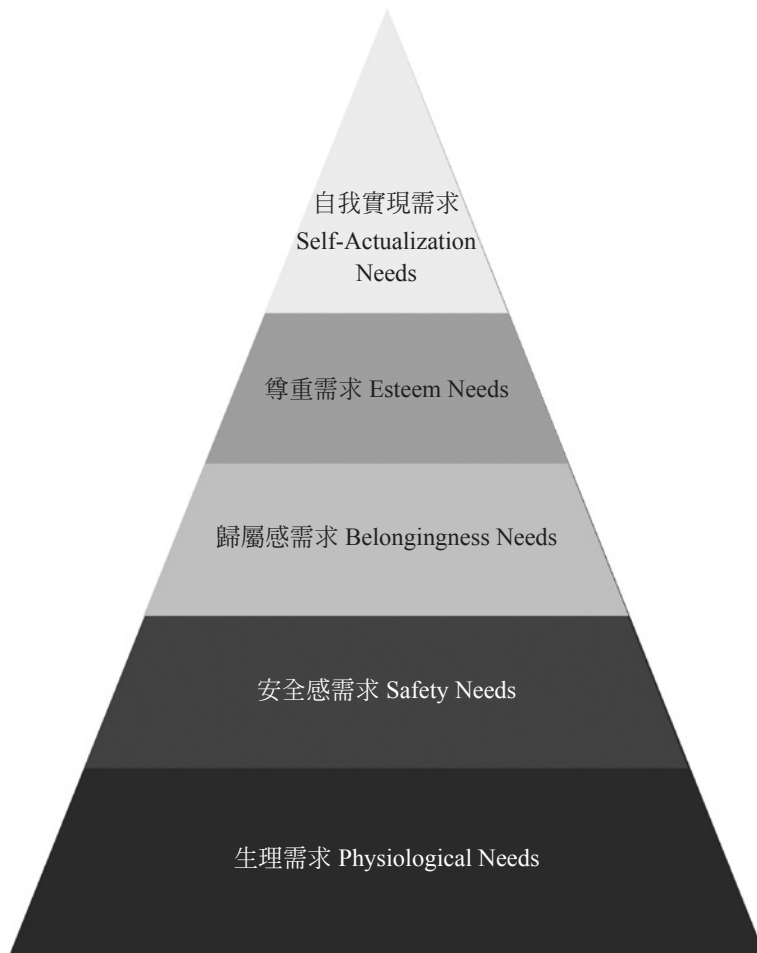 自我實現需求
Self-Actualization
Needs
尊重需求 Esteem Needs
歸屬感需求 Belongingness Needs
安全感需求 Safety Needs
生理需求 Physiological Needs